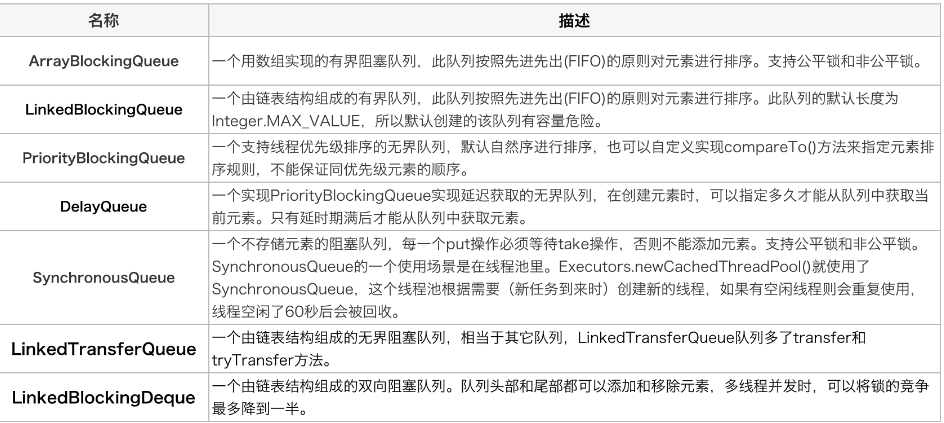 名称 描述
ArrayBlockingQueue 一个用数组实现的有界阻塞队列，此队列按照先进先出(FIFO)的原则对元素进行排序。支持公平锁和非公平锁。
LinkedBlockingQueue 一个由链表结构组成的有界队列，此队列按照先进先出(FIFO)的原则对元素进行排序。此队列的默认长度为
Integer.MAX_VALUE，所以默认创建的该队列有容量危险。
PriorityBlockingQueue 一个支持线程优先级排序的无界队列，默认自然序进行排序，也可以自定义实现compareTo()方法来指定元素排
序规则，不能保证同优先级元素的顺序。
DelayQueue 一个实现PriorityBlockingQueue实现延迟获取的无界队列，在创建元素时，可以指定多久才能从队列中获取当
前元素。只有延时期满后才能从队列中获取元素。
SynchronousQueue 一个不存储元素的阻塞队列，每一个put操作必须等待take操作，否则不能添加元素。支持公平锁和非公平锁。
SynchronousQueue的一个使用场景是在线程池里。Executors.newCachedThreadPool()就使用了
SynchronousQueue，这个线程池根据需要（新任务到来时）创建新的线程，如果有空闲线程则会重复使用，
线程空闲了60秒后会被回收。
LinkedTransferQueue 一个由链表结构组成的无界阻塞队列，相当于其它队列，LinkedTransferQueue队列多了transfer和
tryTransfer方法。
LinkedBlockingDeque 一个由链表结构组成的双向阻塞队列。队列头部和尾部都可以添加和移除元素，多线程并发时，可以将锁的竞争
最多降到一半。